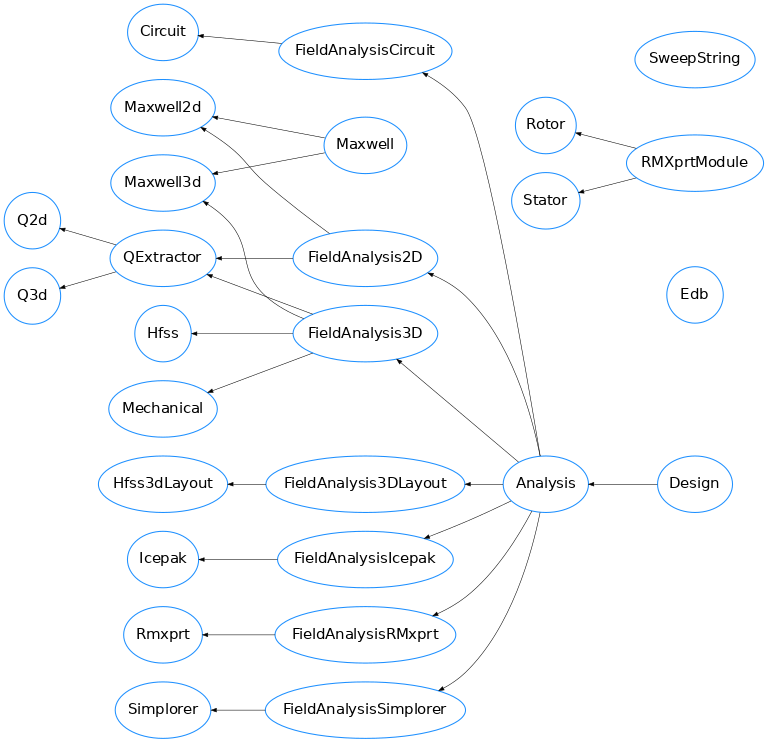 Circuit
FieldAnalysisCircuit
SweepString
Maxwell2d
Maxwell
Rotor
RMXprtModule
Maxwell3d
Stator
Q2d
QExtractor
FieldAnalysis2D
Q3d
Edb
Hfss
FieldAnalysis3D
Mechanical
Hfss3dLayout
FieldAnalysis3DLayout
Analysis
Design
Icepak
FieldAnalysisIcepak
Rmxprt
FieldAnalysisRMxprt
Simplorer
FieldAnalysisSimplorer